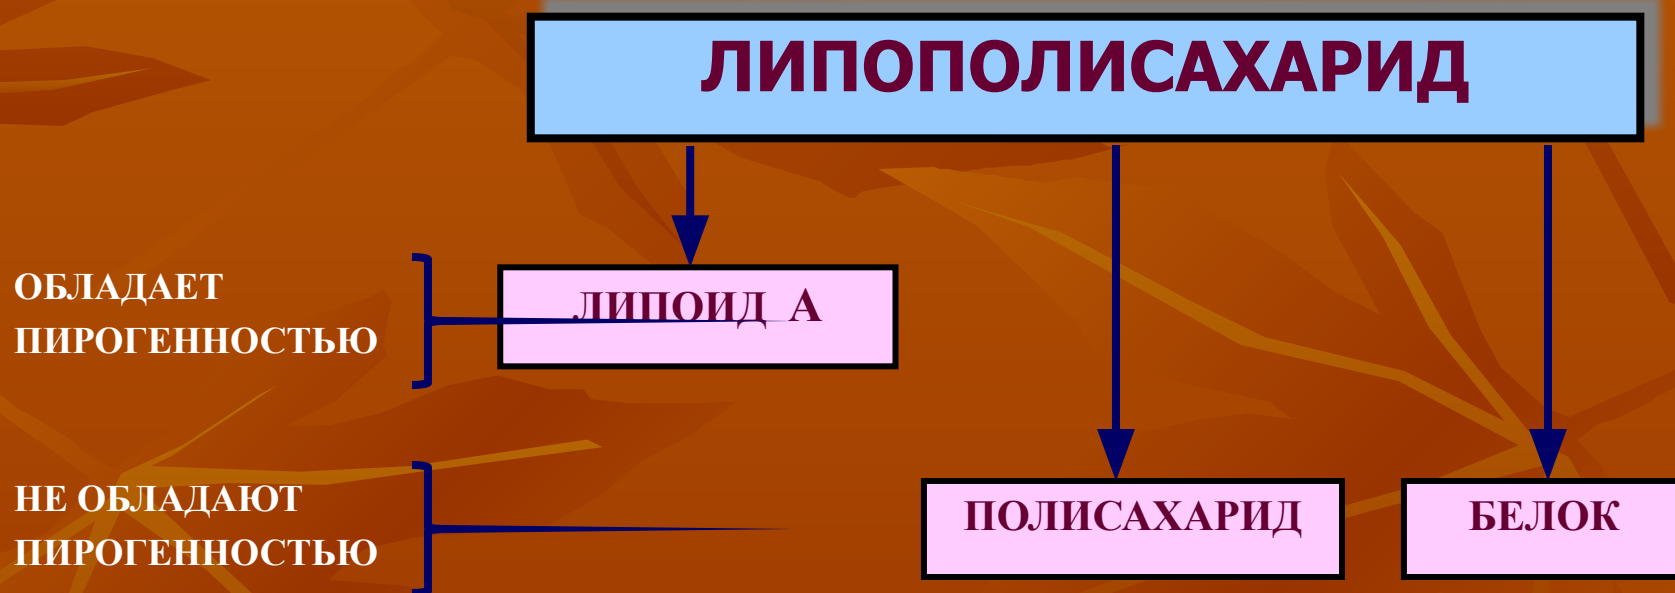 ЛИПОПОЛИСАХАРИД
ОБЛАДАЕТ
ПИРОГЕННОСТЬЮ
ЛИПОИД А
НЕ ОБЛАДАЮТ
ПИРОГЕННОСТЬЮ
ПОЛИСАХАРИД
БЕЛОК